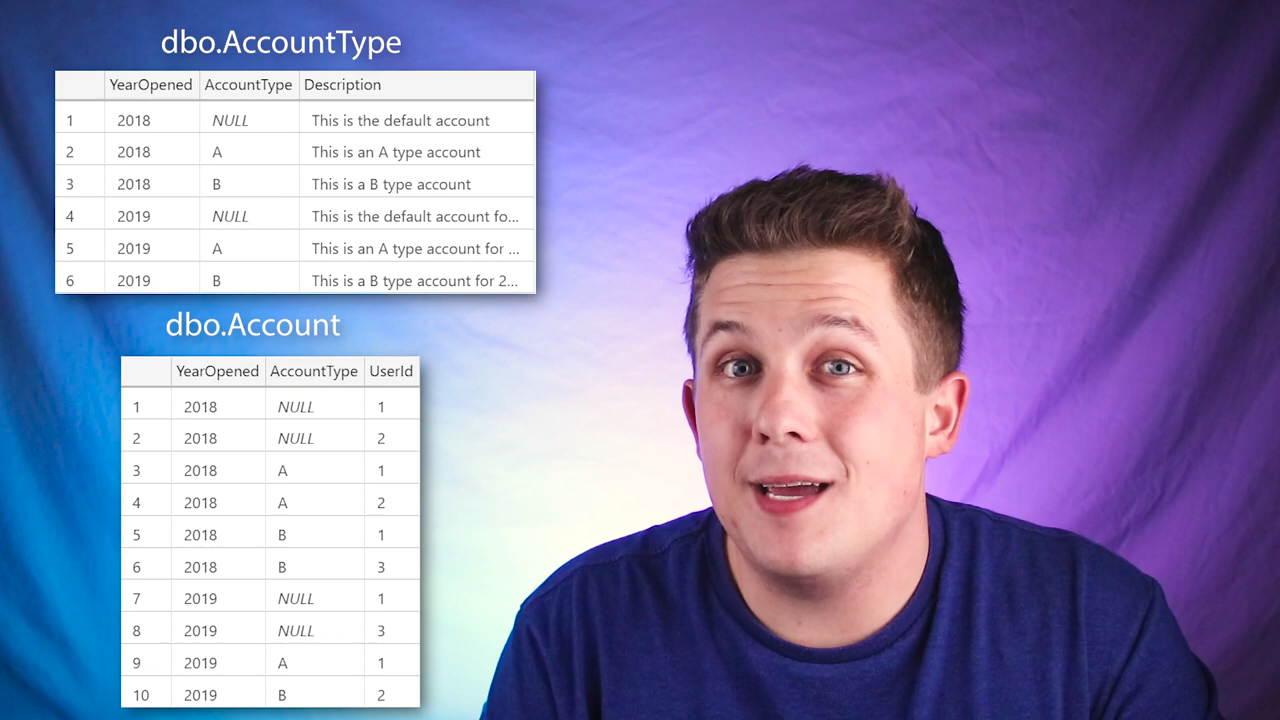 dbo.AccountType
YearOpened AccountType Description
1 2018 NULL This is the default account
2 2018 A This is an A type account
3 2018 B This is a B type account
4 2019 NULL This is the default account fo...
5 2019 A This is an A type account for ...
6 2019 B This is a B type account for 2...
dbo.Account
YearOpened AccountType UserId
1 2018 NULL 1
2 2018 NULL 2
3 2018 A 1
4 2018 A 2
5 2018 B 1
6 2018 B 3
7 2019 NULL 1
8 2019 NULL 3
9 2019 A 1
10 2019 B 2